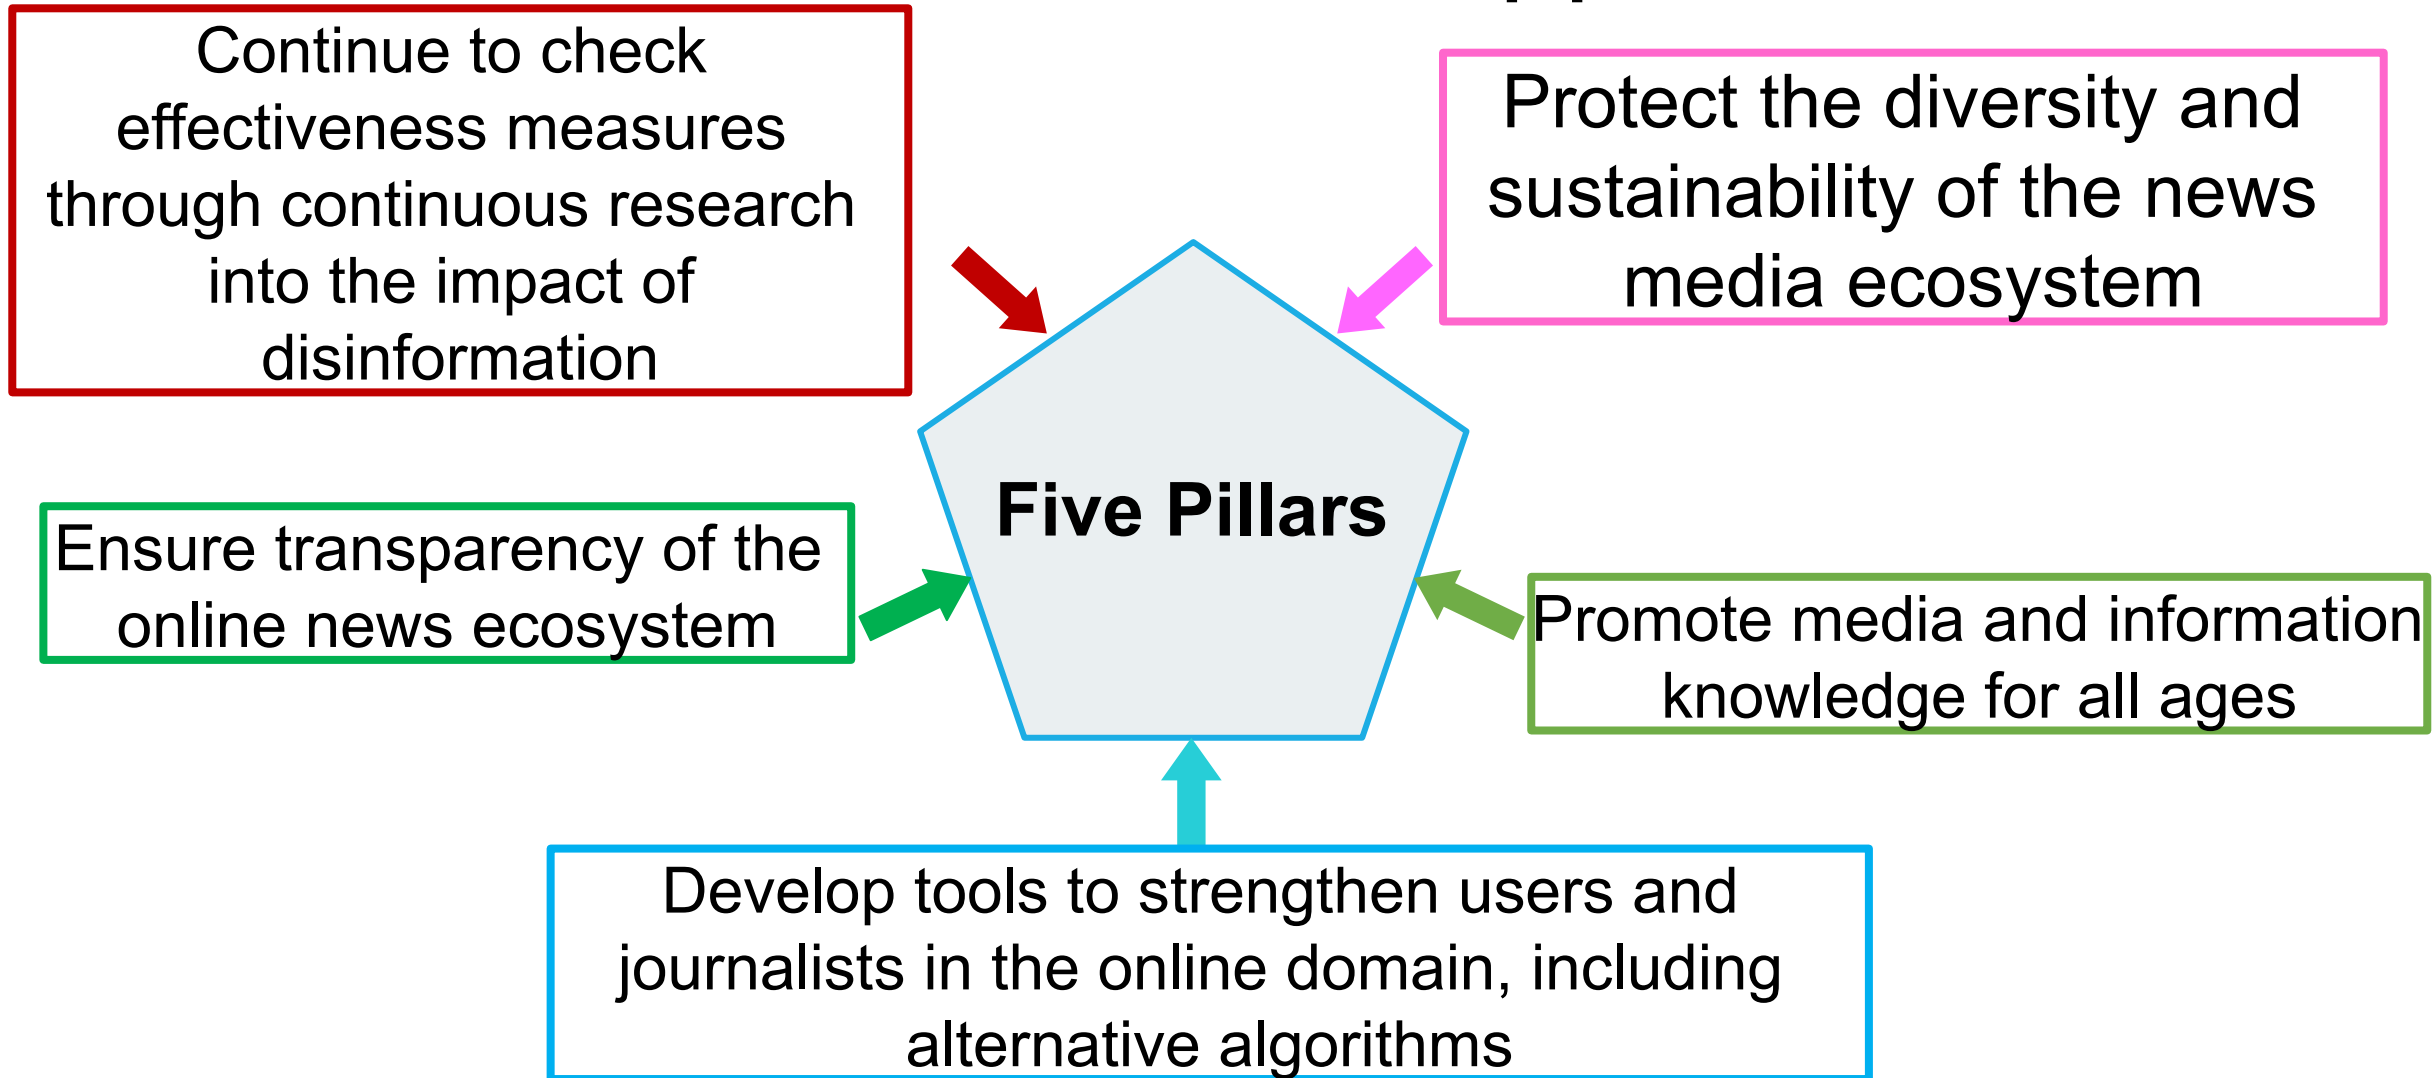 Continue to check
effectiveness measures
through continuous research
into the impact of
disinformation
Protect the diversity and
sustainability of the news
media ecosystem
Five Pillars
Ensure transparency of the
online news ecosystem
Promote media and information
knowledge for all ages
Develop tools to strengthen users and
journalists in the online domain, including
alternative algorithms